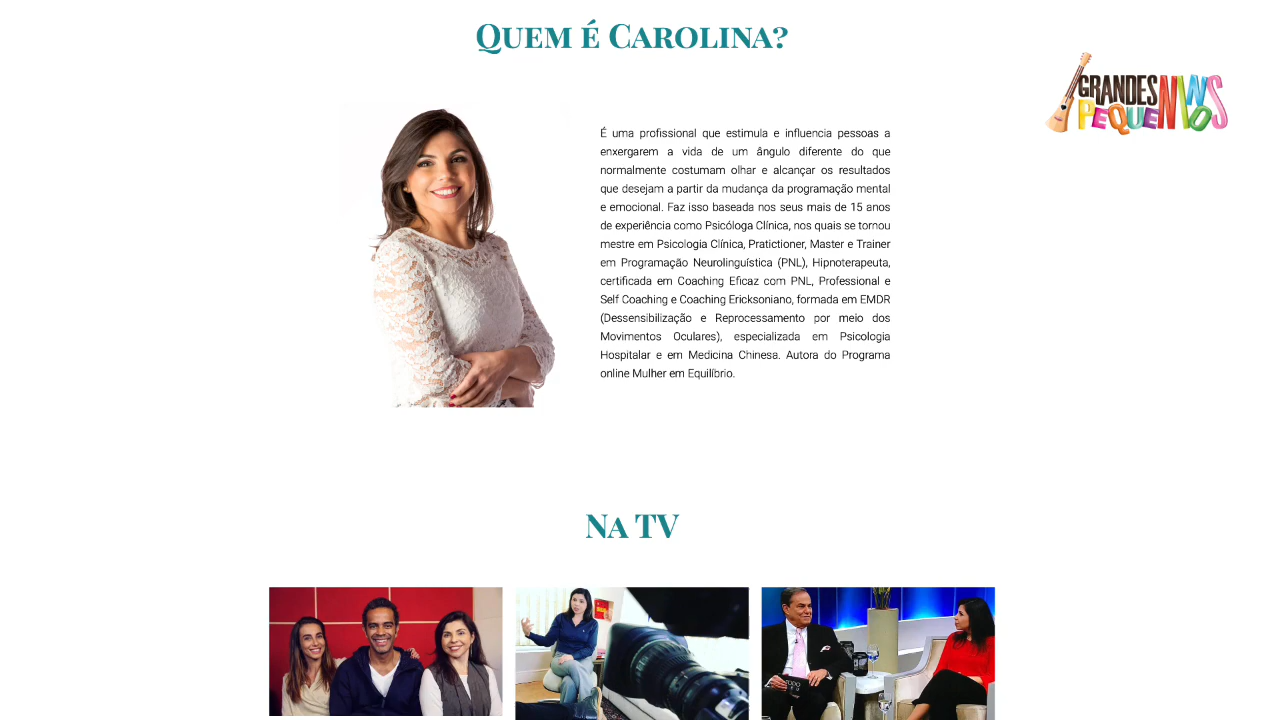 Quem é Carolina?
GRANDES
PEQUENINOS
É uma profissional que estimula e influencia pessoas a
enxergarem a vida de um ângulo diferente do que
normalmente costumam olhar e alcançar os resultados
que desejam a partir da mudança da programação mental
e emocional. Faz isso baseada nos seus mais de 15 anos
de experiência como Psicóloga Clínica, nos quais se tornou
mestre em Psicologia Clínica, Pratictioner, Master e Trainer
em Programação Neurolinguística (PNL), Hipnoterapeuta,
certificada em Coaching Eficaz com PNL, Professional e
Self Coaching e Coaching Ericksoniano, formada em EMDR
(Dessensibilização e Reprocessamento por meio dos
Movimentos Oculares), especializada em Psicologia
Hospitalar e em Medicina Chinesa. Autora do Programa
online Mulher em Equilíbrio.
Na TV